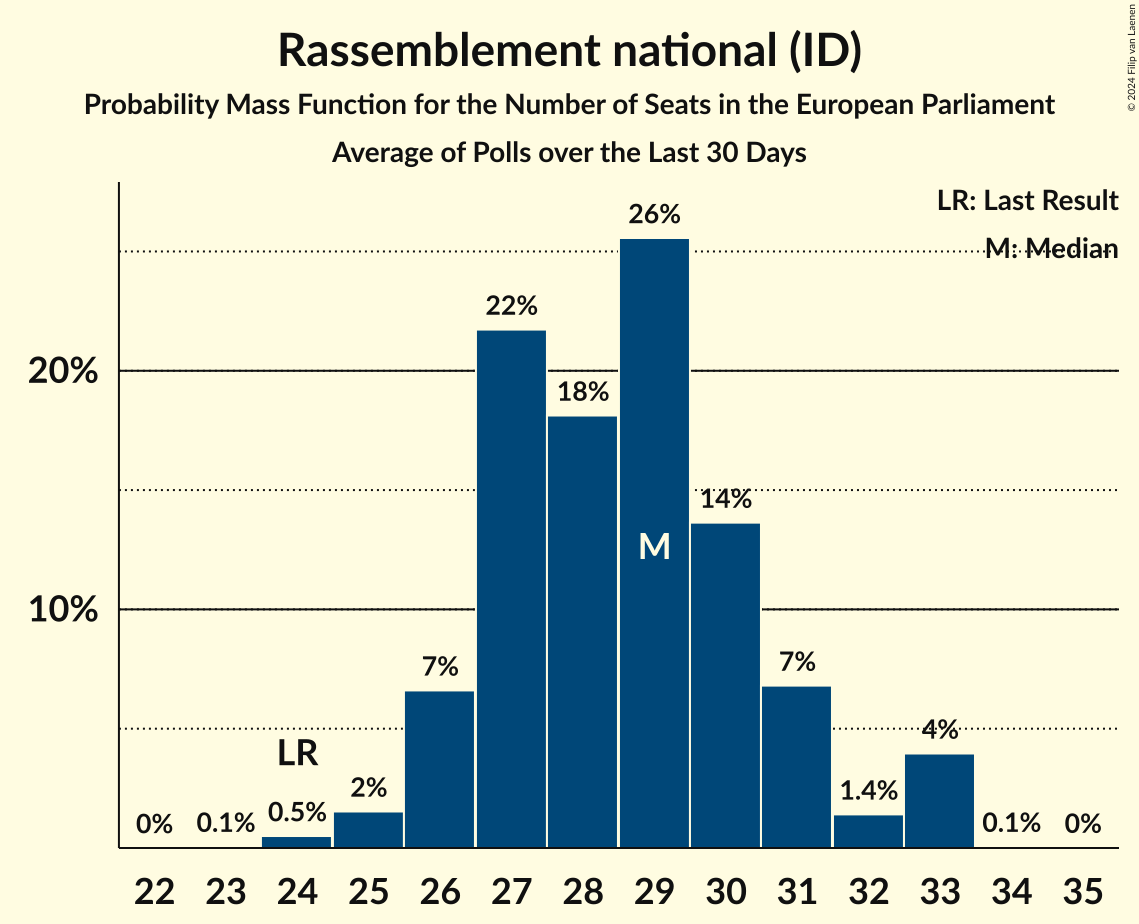 Rassemblement national (ID)
Probability Mass Function for the Number of Seats in the European Parliament
Average of Polls over the Last 30 Days
© 2024 Filip van Laenen
LR: Last Result
M: Median
26%
22%
20%
18%
14%
M
10%
7%
7%
4%
LR
2%
1.4%
0.5%
0%
0.1%
0.1%
0%
22 23 24 25 26 27 28 29 30 31 32 33 34 35